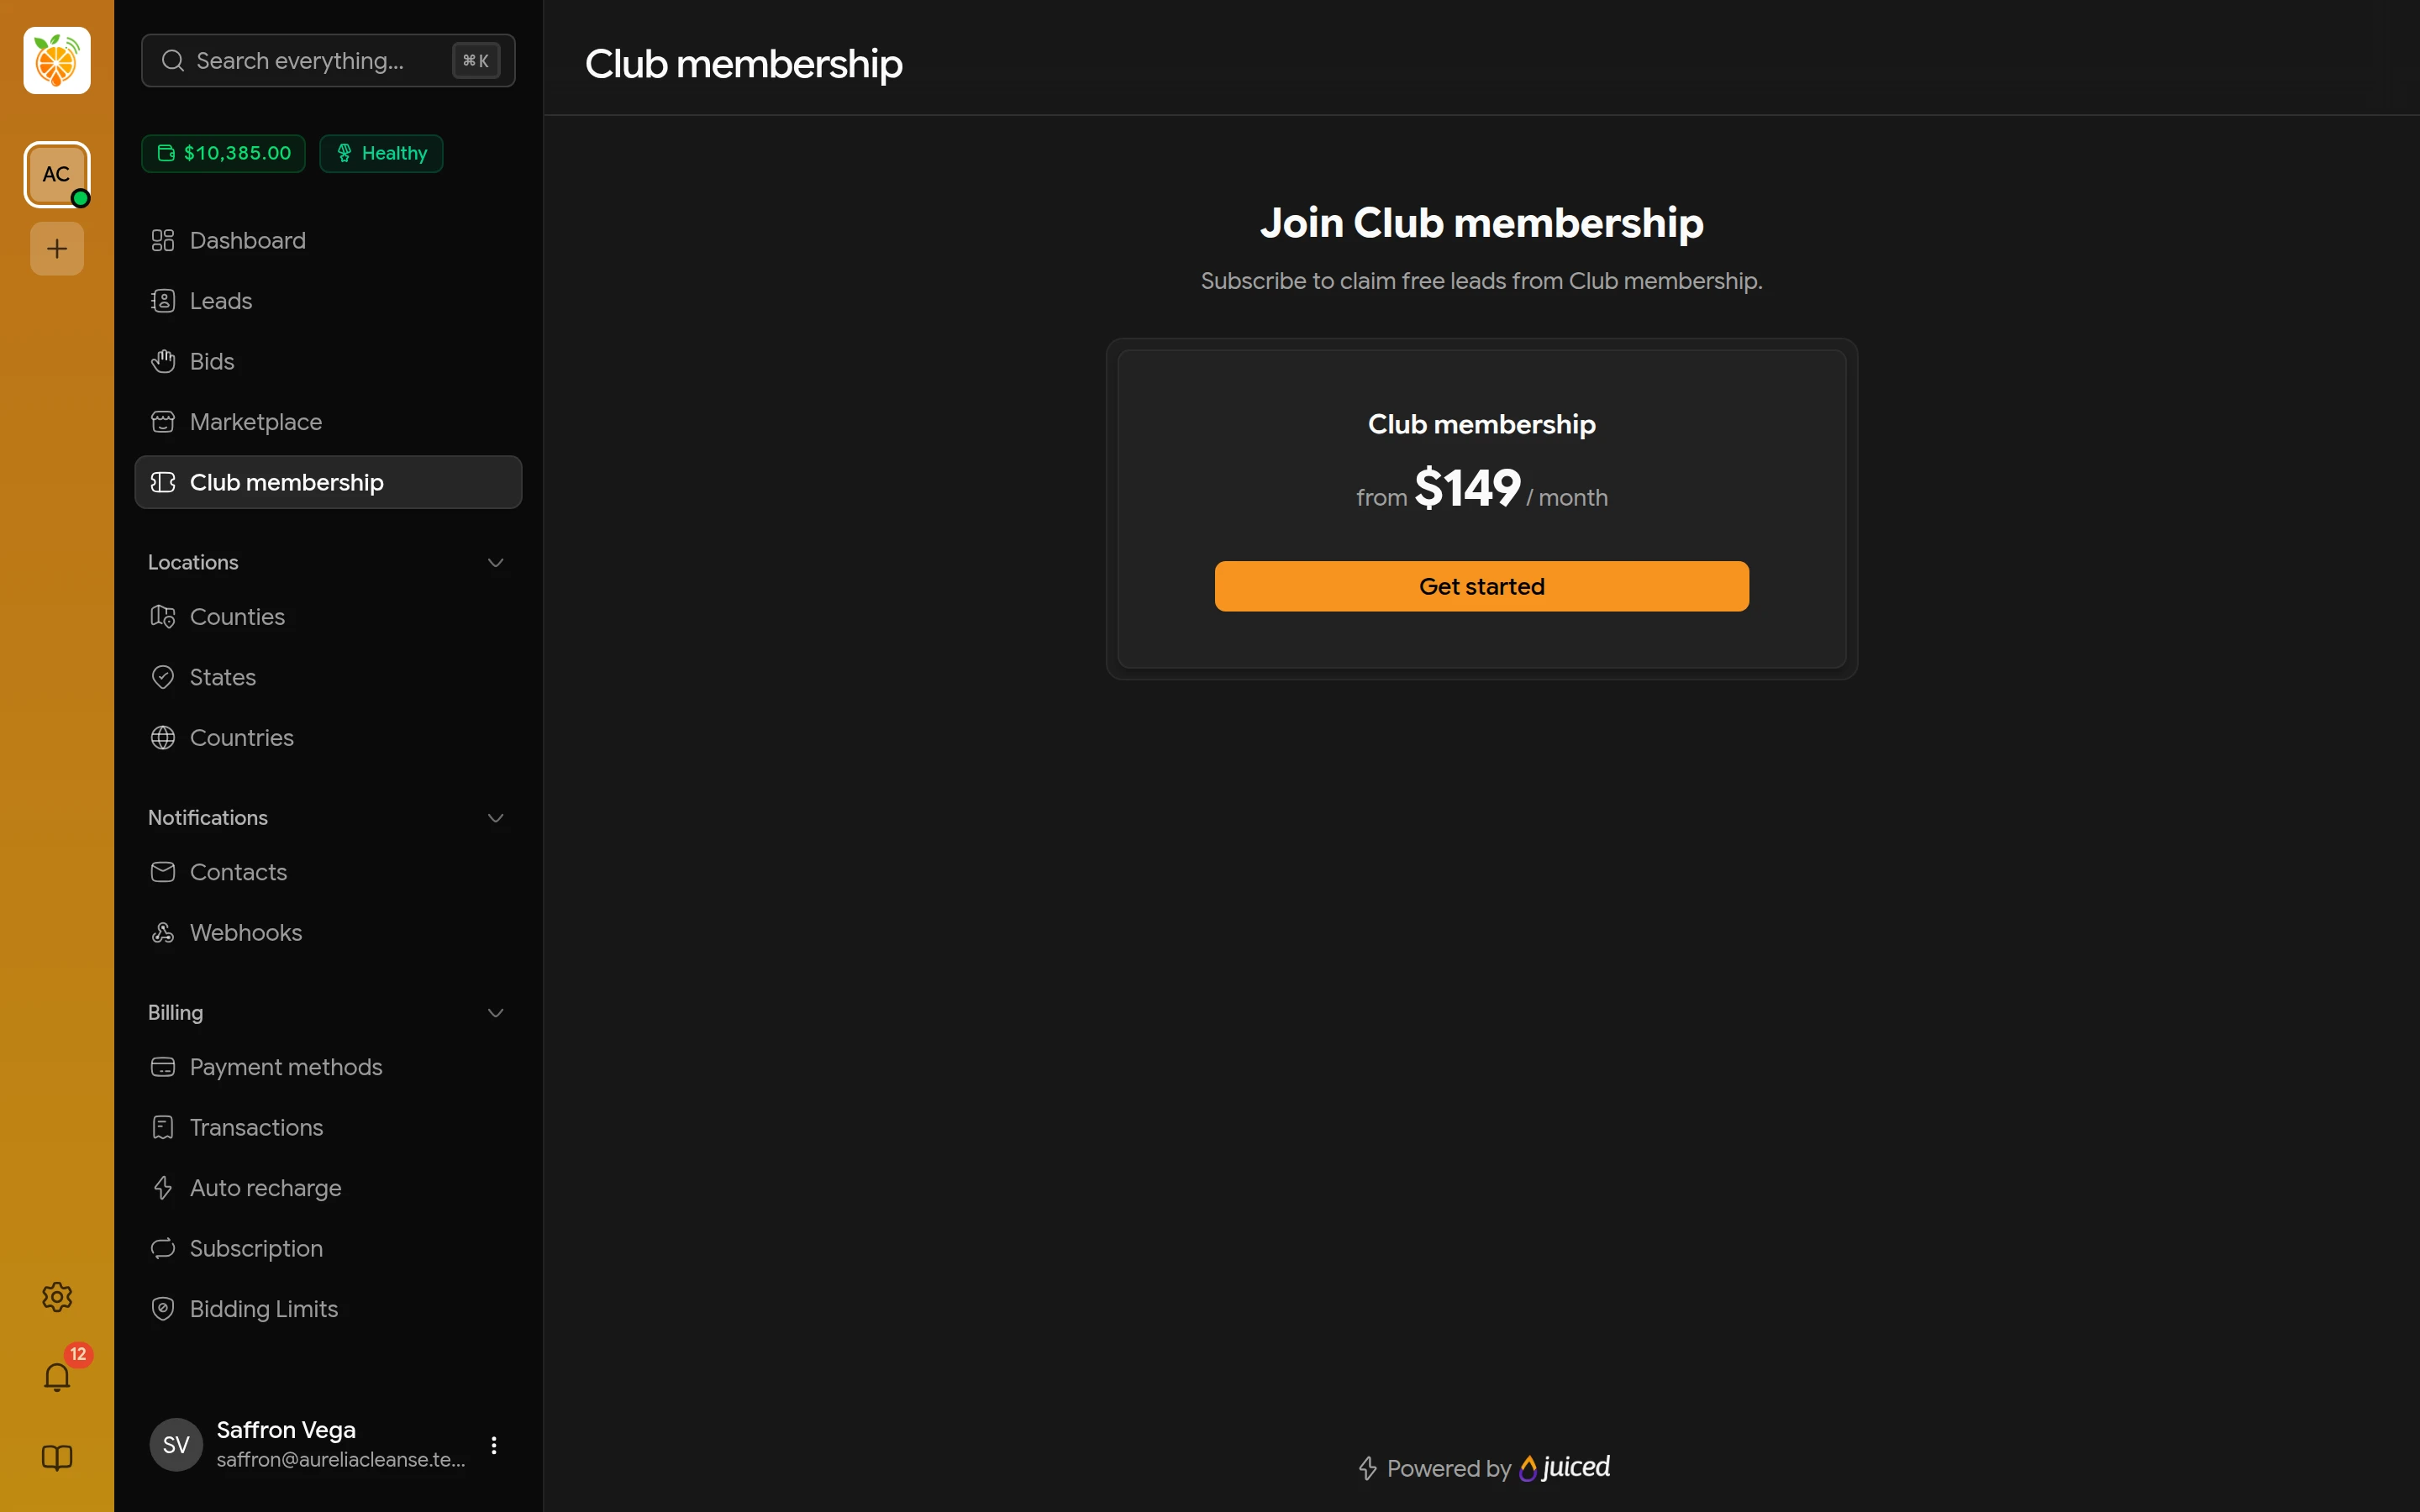 Search everything...
⌘K
AC
$10,385.00
Healthy
Dashboard
Leads
Bids
Marketplace
Club membership
Locations
Counties
States
Countries
Notifications
Contacts
Webhooks
Billing
Payment methods
Transactions
Auto recharge
Subscription
Bidding Limits
12
SV
Saffron Vega
saffron@aureliacleanse.te...
Club membership
Join Club membership
Subscribe to claim free leads from Club membership.
Club membership
from $149 / month
Get started
Powered by juiced